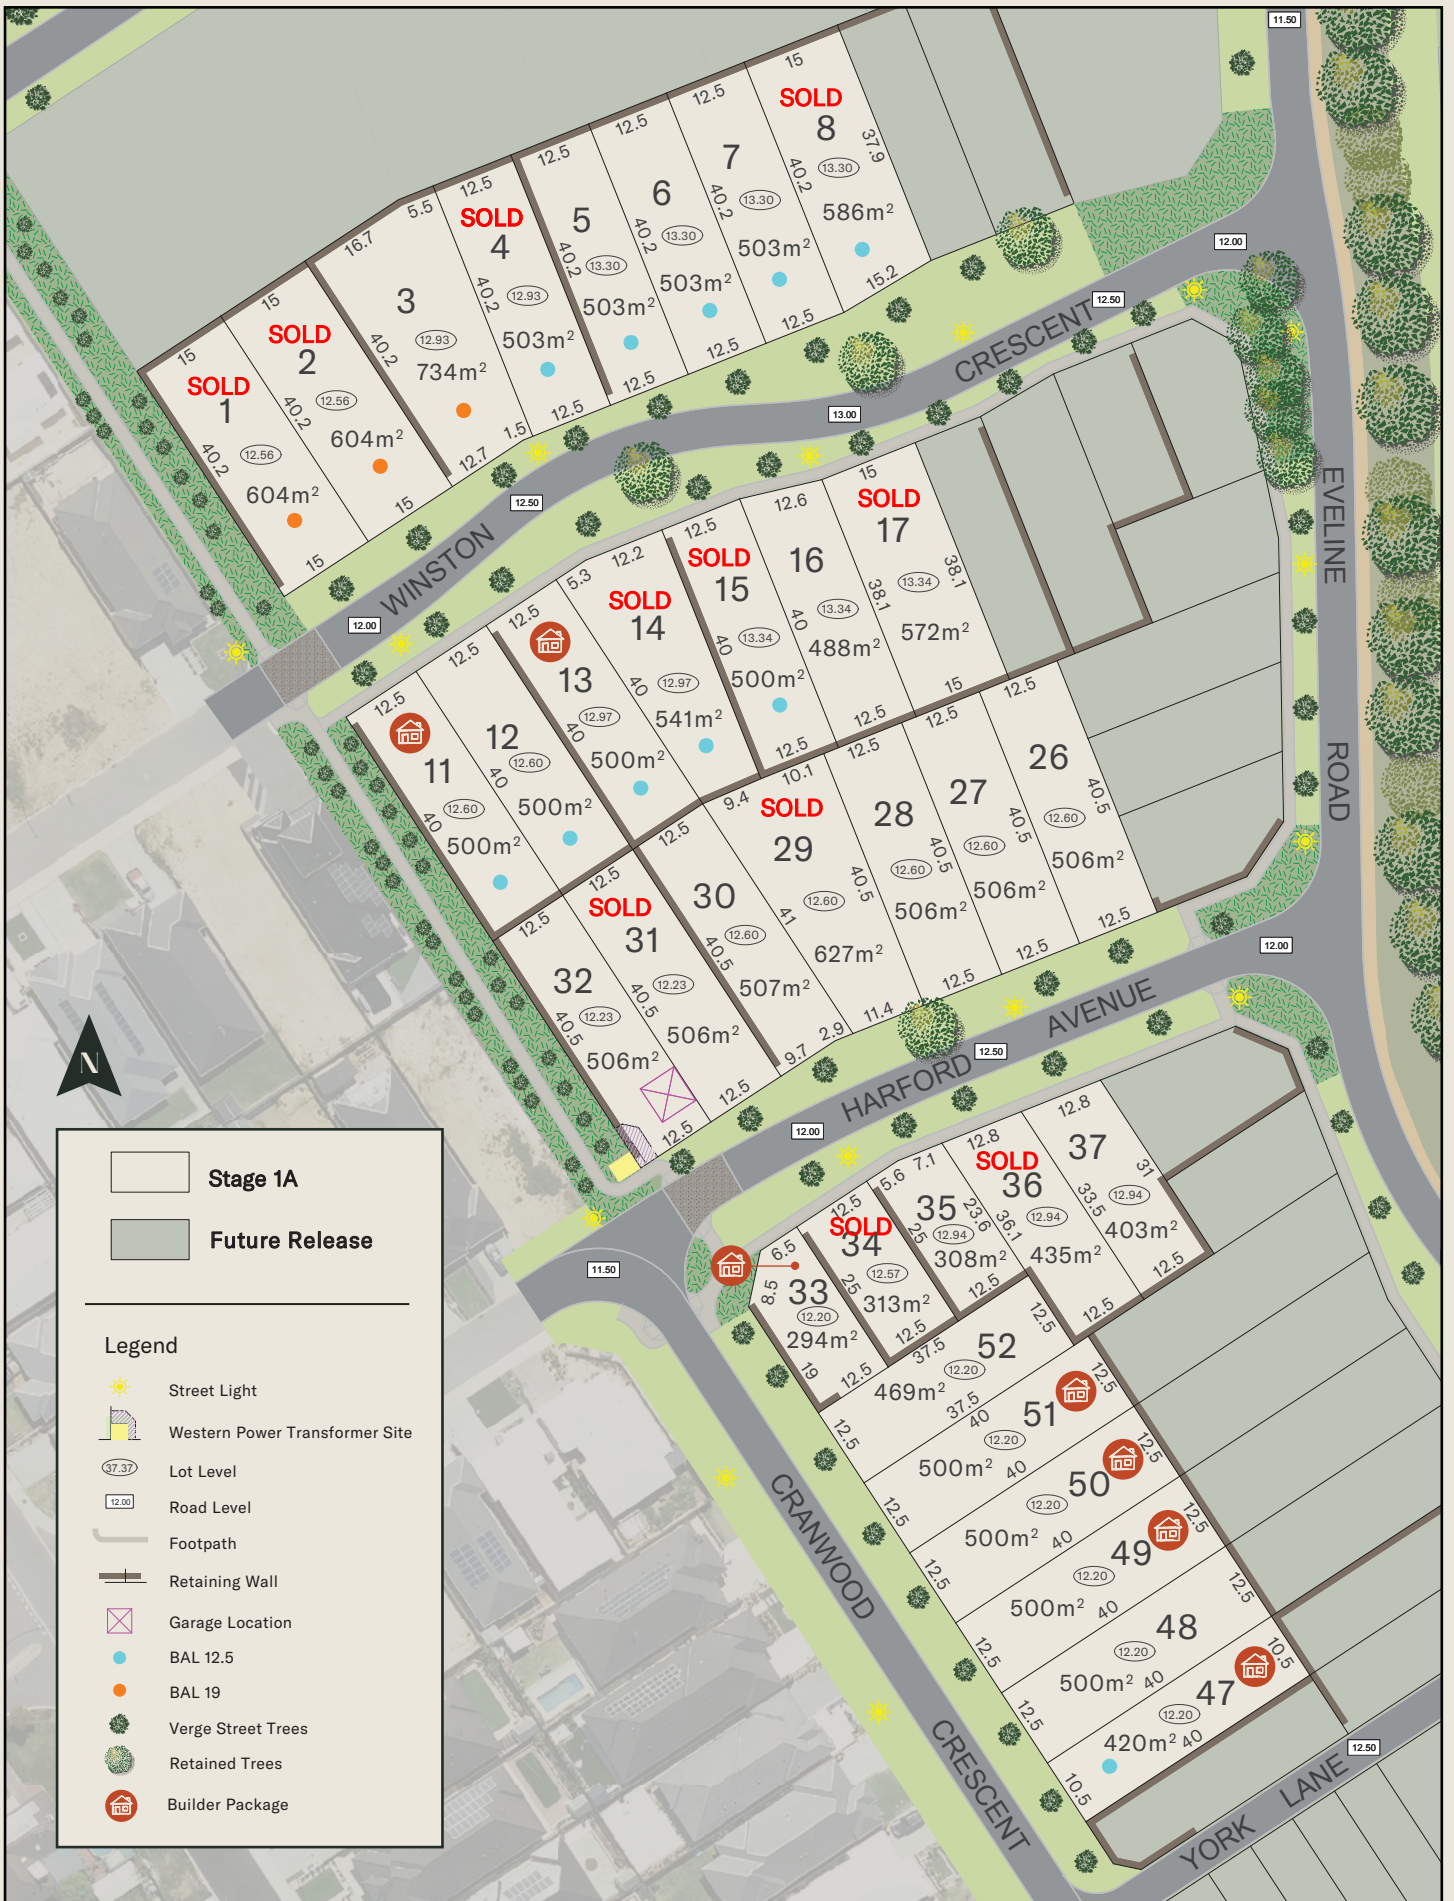 11.50
15
SOLD
8
37.9
13.30
586m²
40.2
15.2
12.5
7
40.2
13.30
503m²
12.5
12.5
6
40.2
13.30
503m²
12.5
12.5
5
40.2
13.30
503m²
12.5
12.5
SOLD
4
40.2
12.93
503m²
12.5
5.5
16.7
3
40.2
12.93
734m²
12.7
1.5
15
SOLD
2
40.2
12.56
604m²
15
15
SOLD
1
40.2
12.56
604m²
15
12.00
12.50
CRESCENT
13.00
12.50
WINSTON
12.00
EVELINE
ROAD
15
SOLD
17
38.1
38.1
13.34
572m²
15
12.6
16
40
13.34
488m²
12.5
12.5
SOLD
15
40
13.34
500m²
12.5
5.3
12.2
SOLD
14
40
12.97
541m²
12.5
13
40
12.97
500m²
12.5
12
40
12.60
500m²
12.5
11
40
12.60
500m²
12.5
26
40.5
12.60
506m²
12.5
12.5
27
40.5
12.60
506m²
12.5
12.5
28
40.5
12.60
506m²
12.5
9.4
10.1
SOLD
29
40.5
41
12.60
627m²
2.9
11.4
12.5
30
40.5
12.60
507m²
9.7
12.5
SOLD
31
40.5
12.23
506m²
12.5
12.5
32
40.5
12.23
506m²
12.5
12.00
HARFORD
AVENUE
12.50
12.00
11.50
12.8
37
31
33.5
12.94
403m²
12.5
12.8
SOLD
36
23.6
36.1
12.94
435m²
12.5
5.6
7.1
35
25
12.94
308m²
12.5
12.5
SOLD
34
25
12.57
313m²
12.5
6.5
8.5
33
12.20
294m²
19
12.5
37.5
52
12.5
12.20
469m²
37.5
12.5
40
51
12.5
12.20
500m²
40
12.5
50
12.5
12.20
500m²
40
12.5
49
12.5
12.20
500m²
40
12.5
48
12.5
12.20
500m²
40
12.5
47
10.5
12.20
420m²
40
10.5
CRANWOOD
CRESCENT
YORK
LANE
12.50
N
Stage 1A
Future Release
Legend
Street Light
Western Power Transformer Site
37.37
Lot Level
12.00
Road Level
Footpath
Retaining Wall
Garage Location
BAL 12.5
BAL 19
Verge Street Trees
Retained Trees
Builder Package